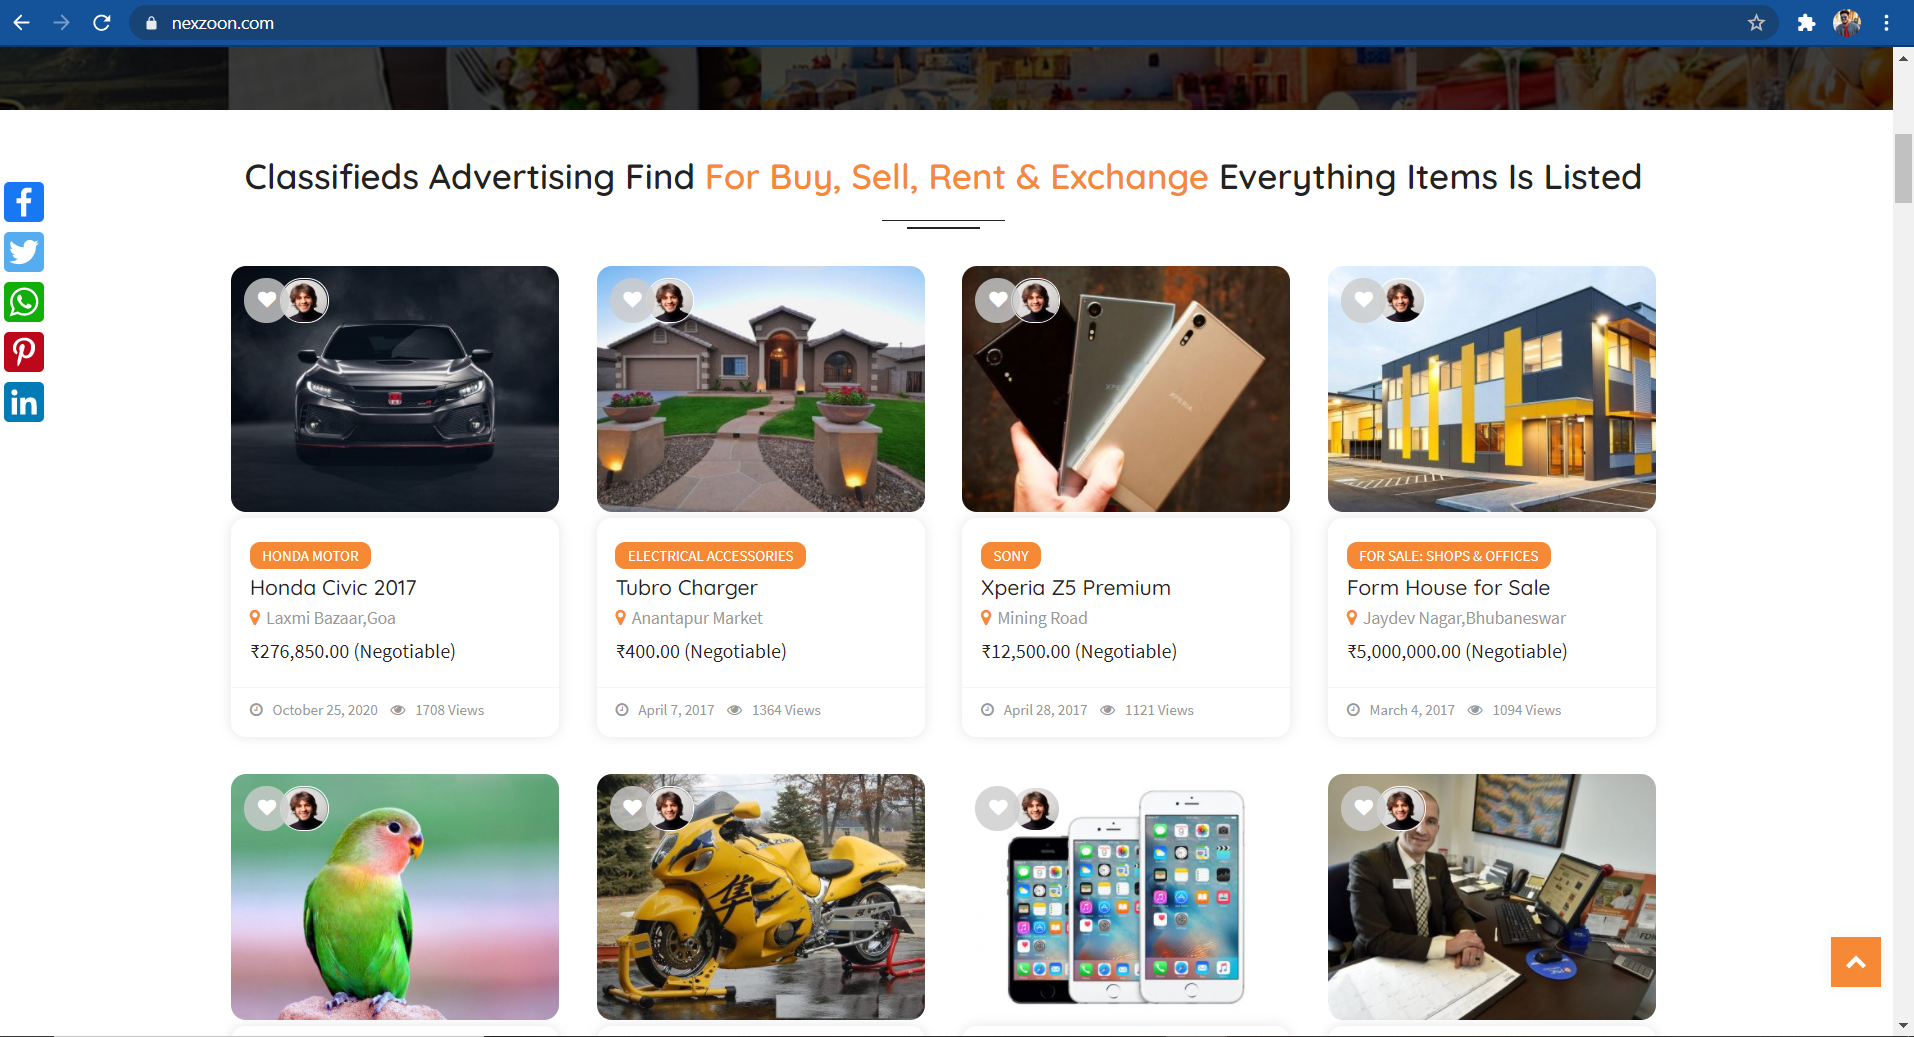 nexzoon.com
Classifieds Advertising Find For Buy, Sell, Rent & Exchange Everything Items Is Listed
XPERIA
HONDA MOTOR
Honda Civic 2017
Laxmi Bazaar,Goa
₹276,850.00 (Negotiable)
October 25, 2020 1708 Views
ELECTRICAL ACCESSORIES
Tubro Charger
Anantapur Market
₹400.00 (Negotiable)
April 7, 2017 1364 Views
SONY
Xperia Z5 Premium
Mining Road
₹12,500.00 (Negotiable)
April 28, 2017 1121 Views
FOR SALE: SHOPS & OFFICES
Form House for Sale
Jaydev Nagar,Bhubaneswar
₹5,000,000.00 (Negotiable)
March 4, 2017 1094 Views
SUZUKI
隼